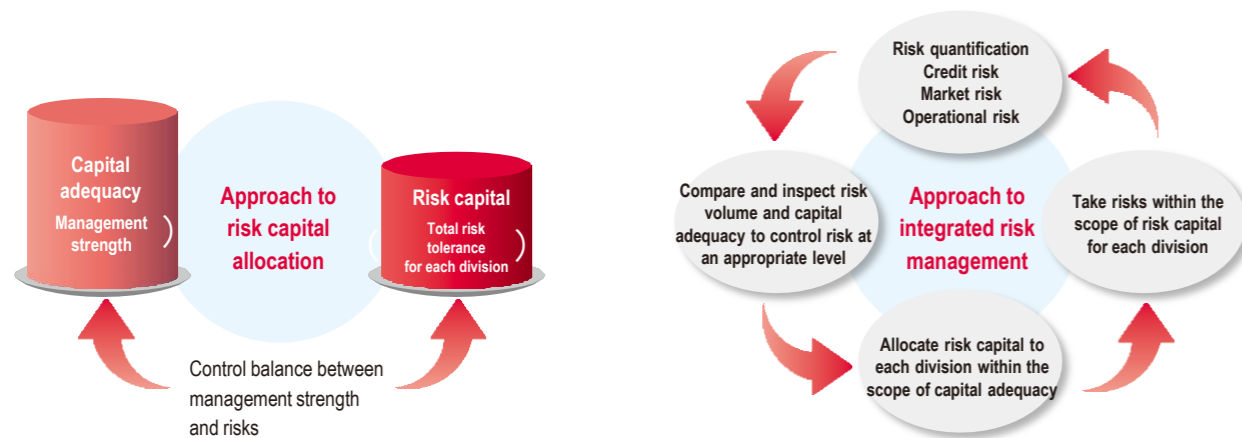 Capital
adequacy
Management
strength
)
Approach to
risk capital
allocation
Risk capital
(
Total risk
tolerance
for each division
)
Control balance between
management strength
and risks
Risk quantification
Credit risk
Market risk
Operational risk
Compare and inspect risk
volume and capital
adequacy to control risk at
an appropriate level
Approach to
integrated risk
management
Take risks within the
scope of risk capital
for each division
Allocate risk capital to
each division within the
scope of capital adequacy